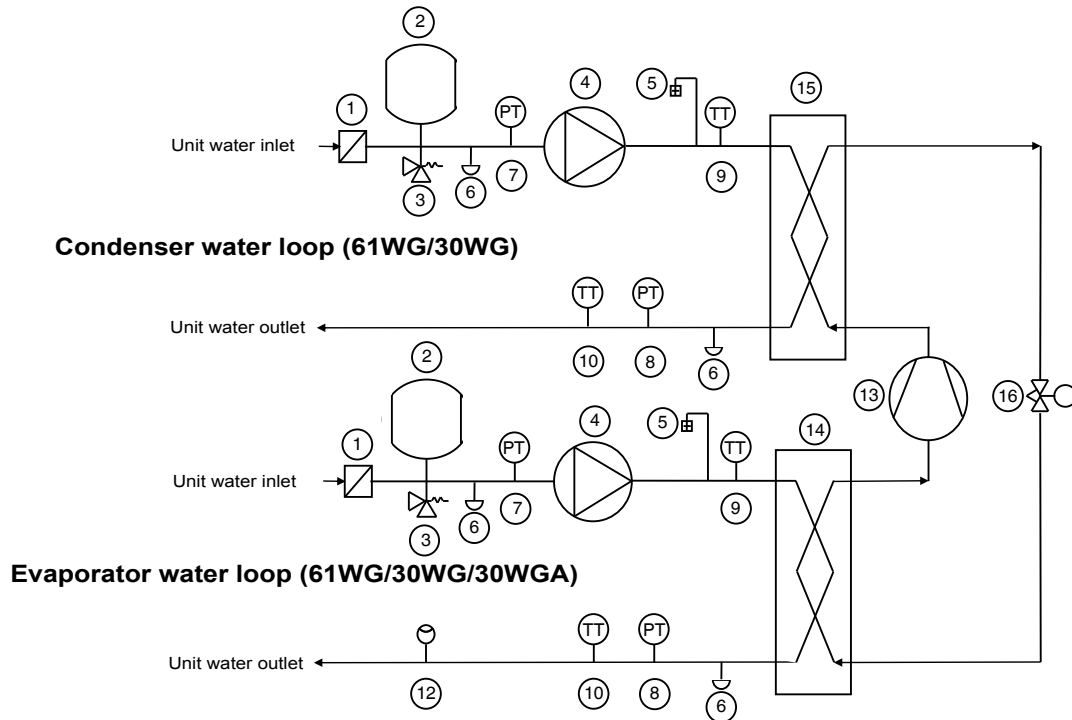 2
4
5
15
1
PT
TT
Unit water inlet
3
6
7
9
Condenser water loop (61WG/30WG)
TT
PT
Unit water outlet
10
8
6
2
13
16
4
5
14
1
PT
TT
Unit water inlet
3
6
7
9
Evaporator water loop (61WG/30WG/30WGA)
TT
PT
Unit water outlet
12
10
8
6